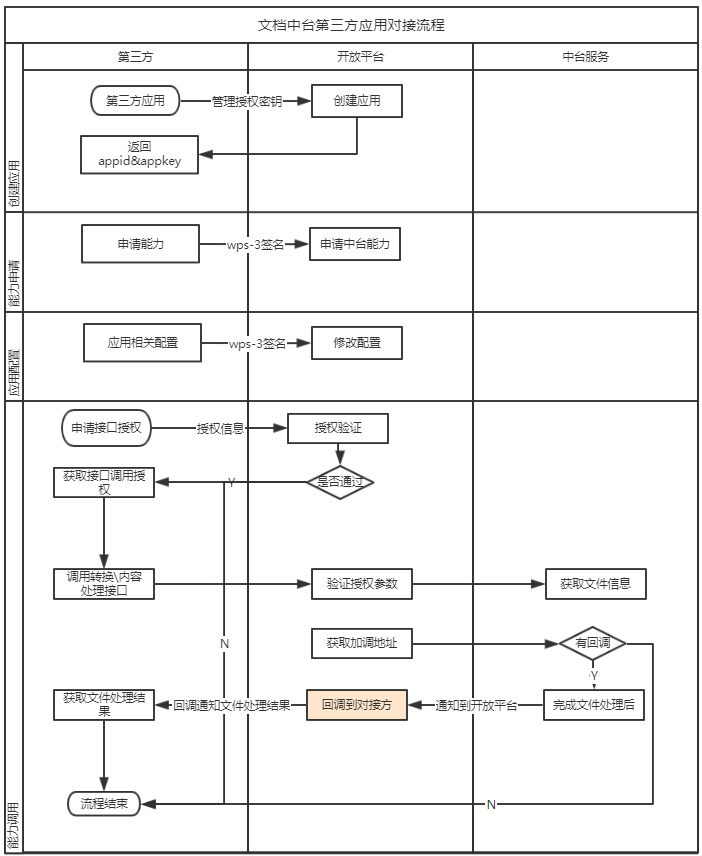 文档中台第三方应用对接流程
第三方
开放平台
中台服务
创建应用
第三方应用
管理授权密钥
创建应用
返回
appid&appkey
能力申请
申请能力
wps-3签名
申请中台能力
应用配置
应用相关配置
wps-3签名
修改配置
能力调用
申请接口授权
授权信息
授权验证
是否通过
Y
获取接口调用授
权
调用转换\内容
处理接口
验证授权参数
获取文件信息
N
获取加调地址
有回调
Y
获取文件处理结
果
回调通知文件处理结果
回调到对接方
通知到开放平台
完成文件处理后
流程结束
N